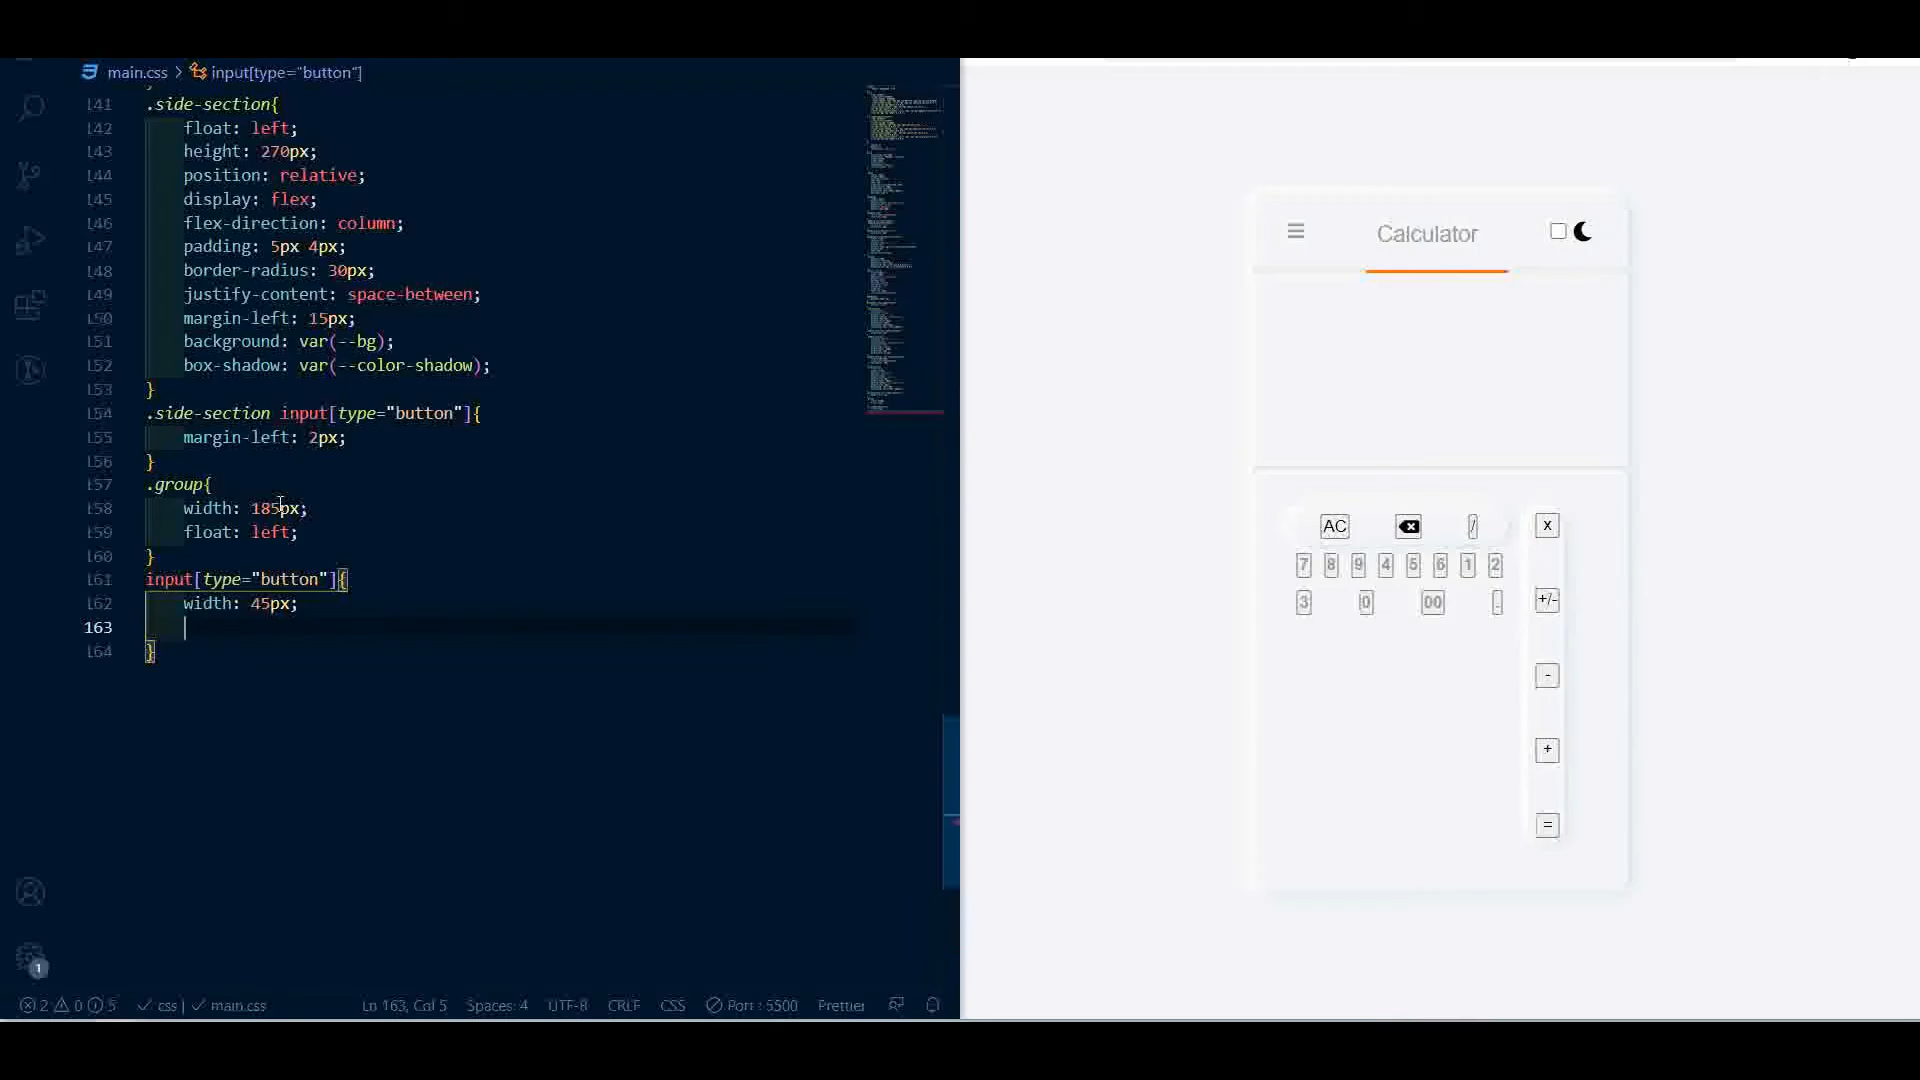 main.css > input[type="button"]
141 .side-section{
142 float: left;
143 height: 270px;
144 position: relative;
145 display: flex;
146 flex-direction: column;
147 padding: 5px 4px;
148 border-radius: 30px;
149 justify-content: space-between;
150 margin-left: 15px;
151 background: var(--bg);
152 box-shadow: var(--color-shadow);
153 }
154 .side-section input[type="button"]{
155 margin-left: 2px;
156 }
157 .group{
158 width: 185px;
159 float: left;
160 }
161 input[type="button"]{
162 width: 45px;
163
164 }
1
2 0 5 css | main.css Ln 163, Col 5 Spaces: 4 UTF-8 CRLF CSS Port : 5500 Prettier
Calculator
AC / x
7 8 9 4 5 6 1 2
3 0 00 . +/-
-
+
=